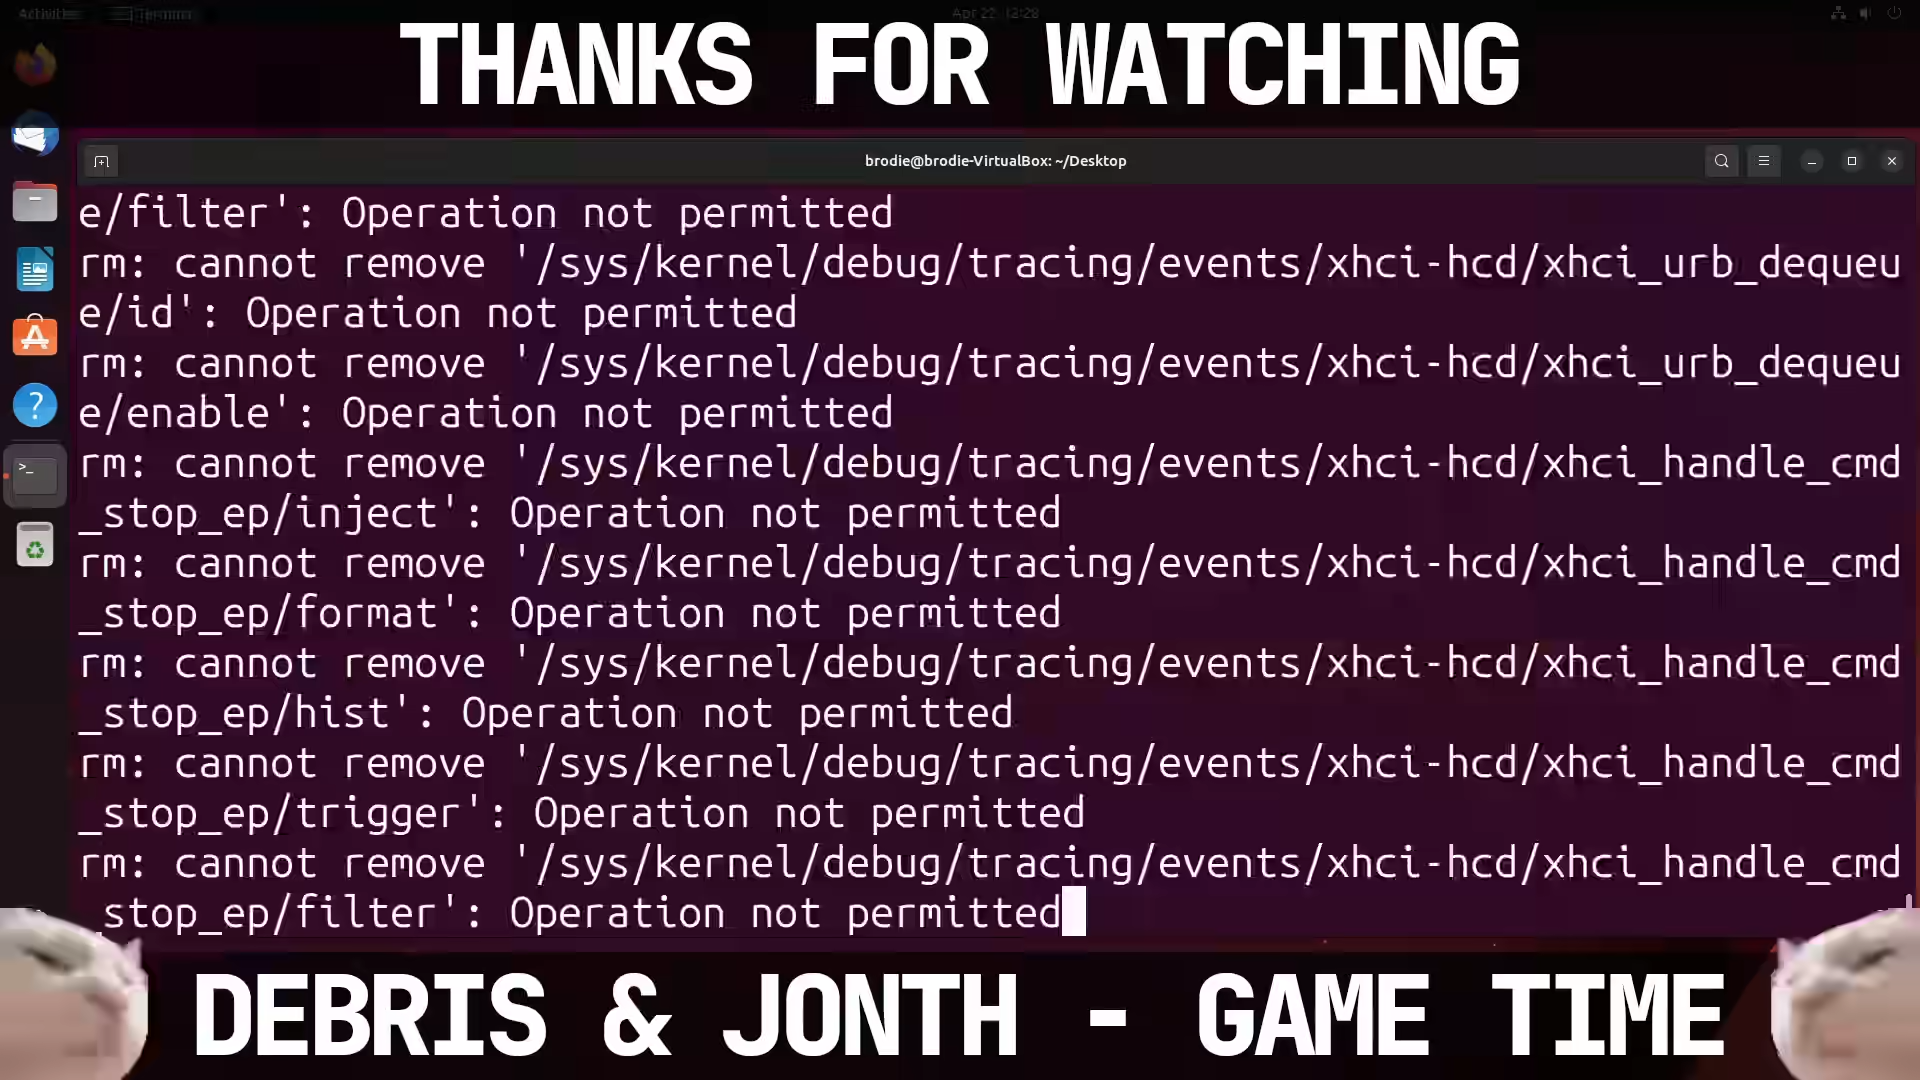 Activities Terminal Apr 22 12:28
THANKS FOR WATCHING
brodie@brodie-VirtualBox: ~/Desktop
e/filter': Operation not permitted
rm: cannot remove '/sys/kernel/debug/tracing/events/xhci-hcd/xhci_urb_dequeu
e/id': Operation not permitted
rm: cannot remove '/sys/kernel/debug/tracing/events/xhci-hcd/xhci_urb_dequeu
e/enable': Operation not permitted
rm: cannot remove '/sys/kernel/debug/tracing/events/xhci-hcd/xhci_handle_cmd
_stop_ep/inject': Operation not permitted
rm: cannot remove '/sys/kernel/debug/tracing/events/xhci-hcd/xhci_handle_cmd
_stop_ep/format': Operation not permitted
rm: cannot remove '/sys/kernel/debug/tracing/events/xhci-hcd/xhci_handle_cmd
_stop_ep/hist': Operation not permitted
rm: cannot remove '/sys/kernel/debug/tracing/events/xhci-hcd/xhci_handle_cmd
_stop_ep/trigger': Operation not permitted
rm: cannot remove '/sys/kernel/debug/tracing/events/xhci-hcd/xhci_handle_cmd
_stop_ep/filter': Operation not permitted
DEBRIS & JONTH - GAME TIME